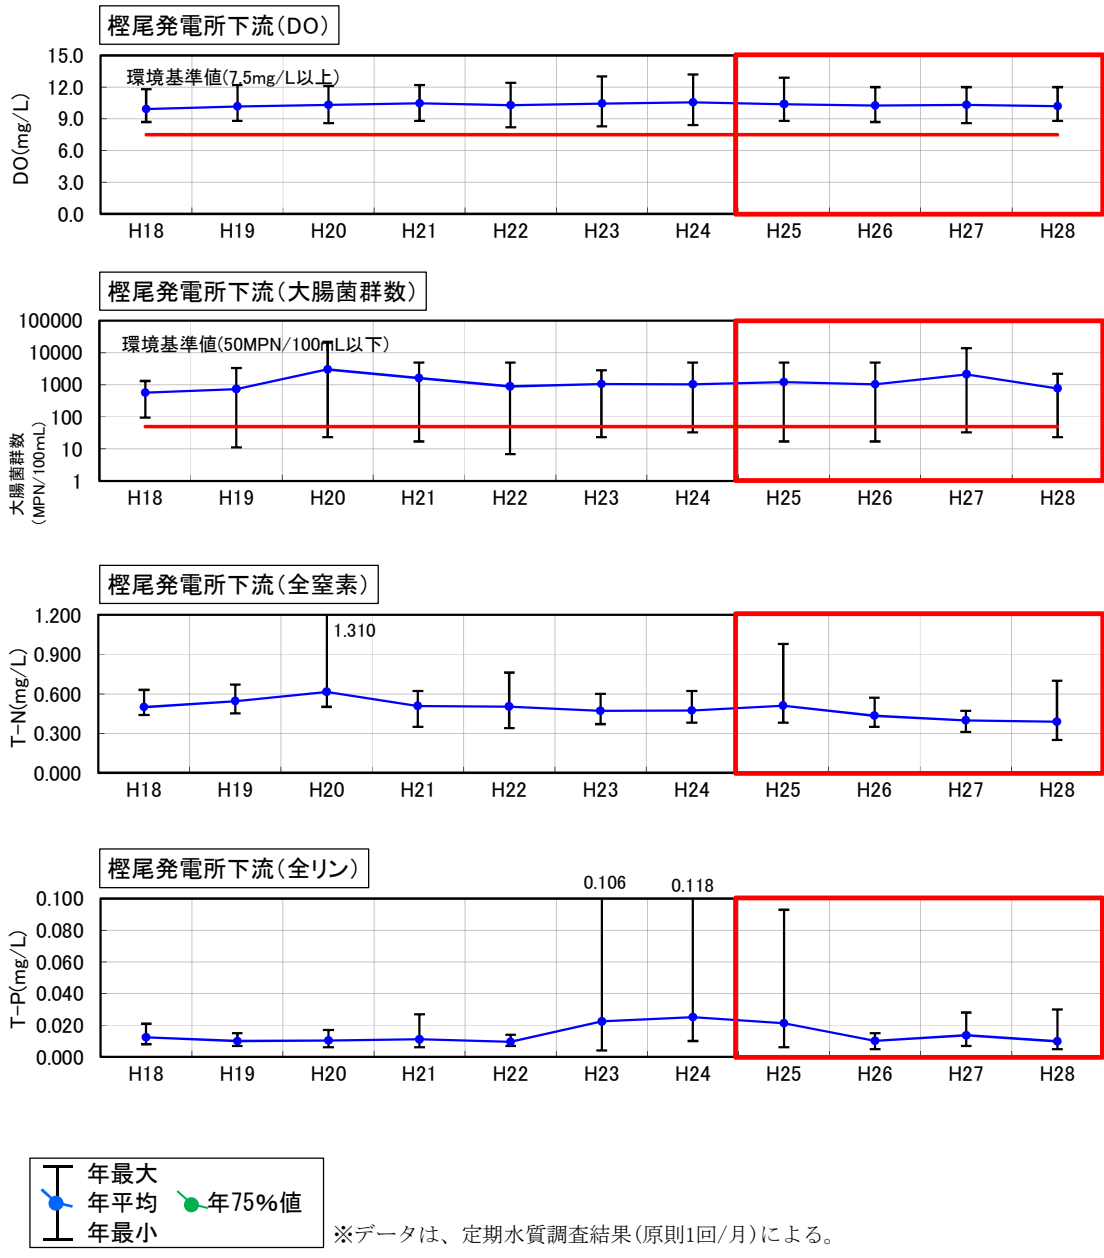 樫尾発電所下流(DO)
DO(mg/L)
15.0
12.0
9.0
6.0
3.0
0.0
環境基準値(7.5mg/L以上)
H18 H19 H20 H21 H22 H23 H24 H25 H26 H27 H28
樫尾発電所下流(大腸菌群数)
大腸菌群数
(MPN/100mL)
100000
10000
1000
100
10
1
環境基準値(50MPN/100mL以下)
H18 H19 H20 H21 H22 H23 H24 H25 H26 H27 H28
樫尾発電所下流(全窒素)
T-N(mg/L)
1.200
0.900
0.600
0.300
0.000
1.310
H18 H19 H20 H21 H22 H23 H24 H25 H26 H27 H28
樫尾発電所下流(全リン)
T-P(mg/L)
0.106 0.118
0.100
0.080
0.060
0.040
0.020
0.000
H18 H19 H20 H21 H22 H23 H24 H25 H26 H27 H28
年最大
年平均 年75%値
年最小
※データは、定期水質調査結果(原則1回/月)による。